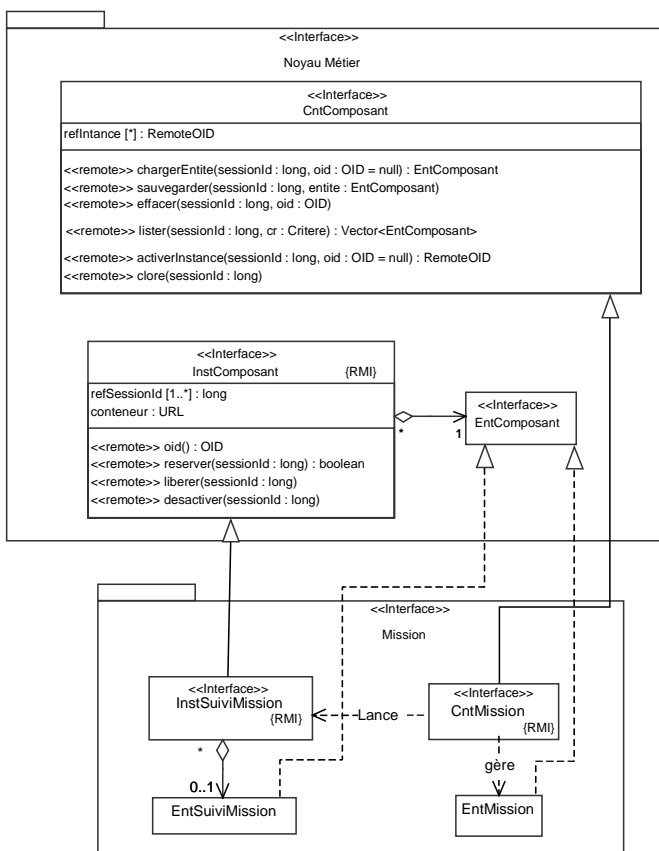 <<Interface>>
Noyau Métier
<<Interface>>
CntComposant
refIntance [*] : RemoteOID
<<remote>> chargerEntite(sessionId : long, oid : OID = null) : EntComposant
<<remote>> sauvegarder(sessionId : long, entite : EntComposant)
<<remote>> effacer(sessionId : long, oid : OID)
<<remote>> lister(sessionId : long, cr : Critere) : Vector<EntComposant>
<<remote>> activerInstance(sessionId : long, oid : OID = null) : RemoteOID
<<remote>> clore(sessionId : long)
<<Interface>>
InstComposant {RMI}
refSessionId [1..*] : long
conteneur : URL
<<remote>> oid() : OID
<<remote>> reserver(sessionId : long) : boolean
<<remote>> liberer(sessionId : long)
<<remote>> desactiver(sessionId : long)
* 1
<<Interface>>
EntComposant
<<Interface>>
Mission
<<Interface>>
InstSuiviMission
{RMI}
Lance
<<Interface>>
CntMission
{RMI}
*
gère
0..1
EntSuiviMission
EntMission